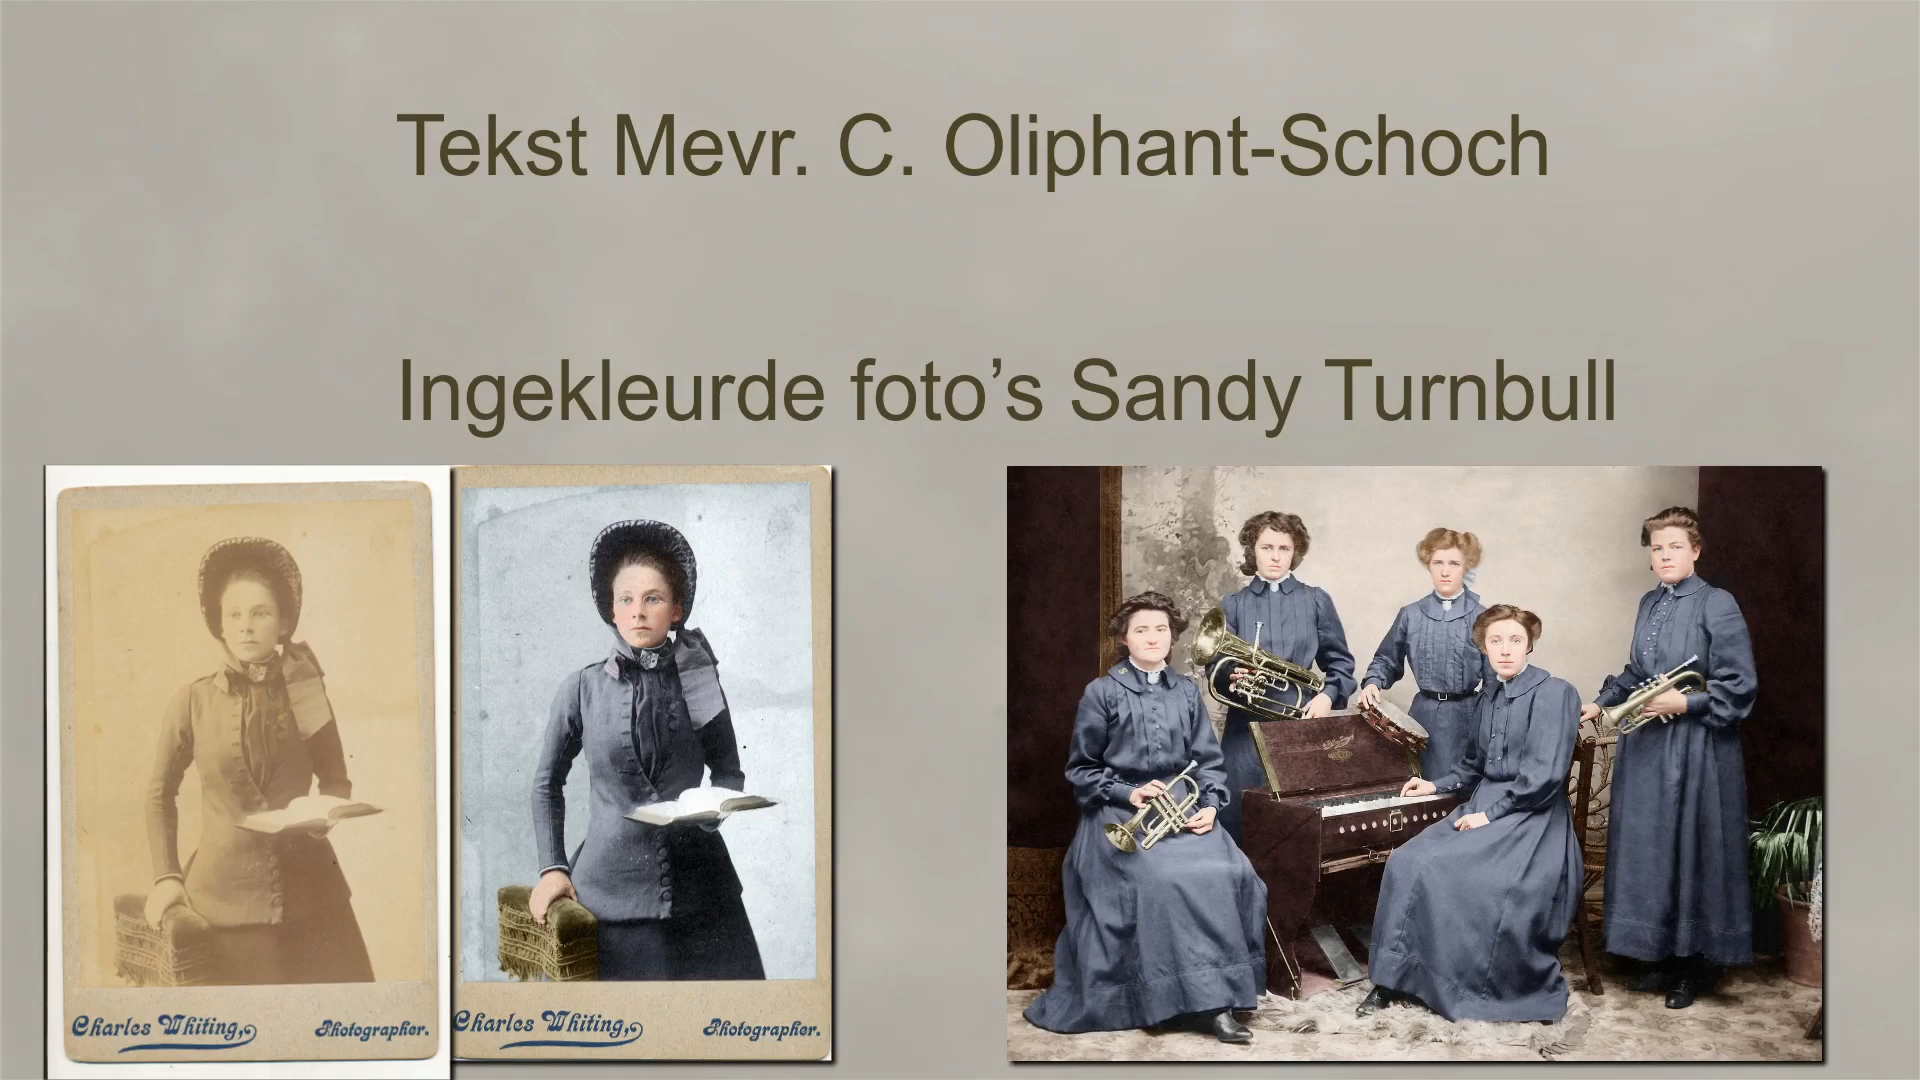 Tekst Mevr. C. Oliphant-Schoch
Ingekleurde foto’s Sandy Turnbull
Charles Whiting,
Photographer.
Charles Whiting,
Photographer.